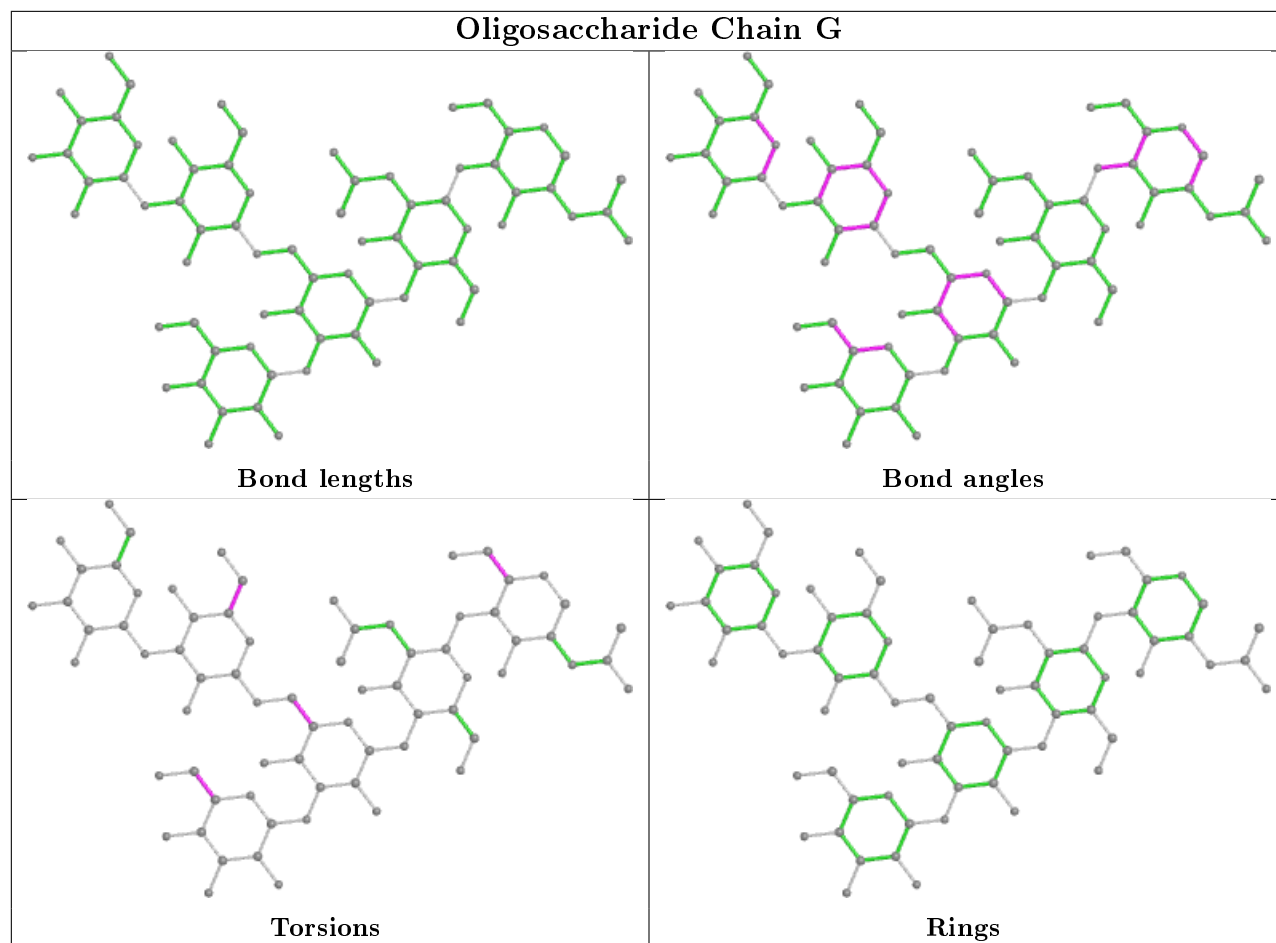 Oligosaccharide Chain G
Bond lengths
Bond angles
Torsions
Rings